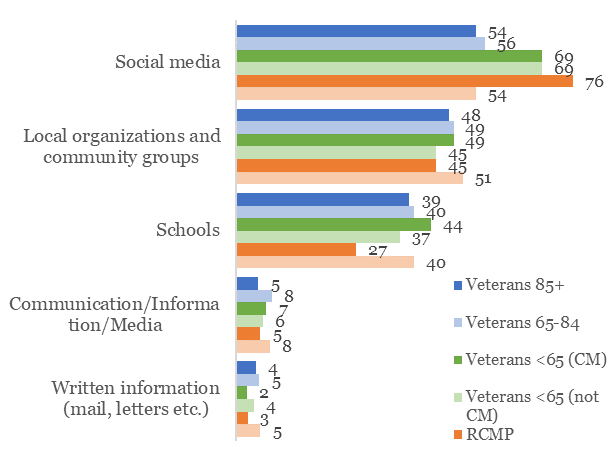 Social media
54
56
69
69
76
54
Local organizations and
community groups
48
49
49
45
45
51
Schools
39
40
44
37
27
40
Communication/Informa
tion/Media
5
8
7
6
5
8
Written information
(mail, letters etc.)
4
5
2
4
3
5
Veterans 85+
Veterans 65-84
Veterans <65 (CM)
Veterans <65 (not
CM)
RCMP